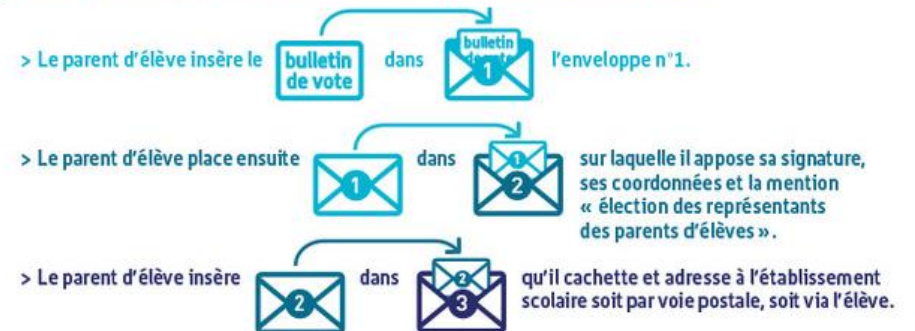 > Le parent d'élève insère le bulletin de vote dans bulletin de vote 1 l'enveloppe n°1.
> Le parent d'élève place ensuite 1 dans 1 2 sur laquelle il appose sa signature,
ses coordonnées et la mention
« élection des représentants
des parents d'élèves ».
> Le parent d'élève insère 2 dans 2 3 qu'il cachette et adresse à l'établissement
scolaire soit par voie postale, soit via l'élève.